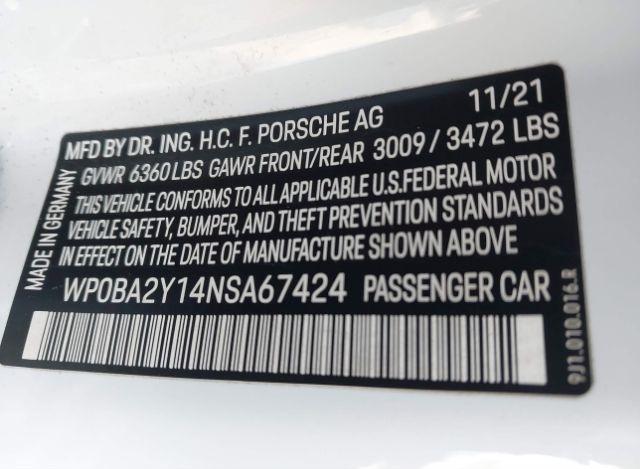 MFD BY DR. ING. H.C. F. PORSCHE AG 11/21
GVWR 6360 LBS GAWR FRONT/REAR 3009 / 3472 LBS
THIS VEHICLE CONFORMS TO ALL APPLICABLE U.S.FEDERAL MOTOR
VEHICLE SAFETY, BUMPER, AND THEFT PREVENTION STANDARDS
IN EFFECT ON THE DATE OF MANUFACTURE SHOWN ABOVE
WP0BA2Y14NSA67424 PASSENGER CAR
MADE IN GERMANY
9J1.010.016.R